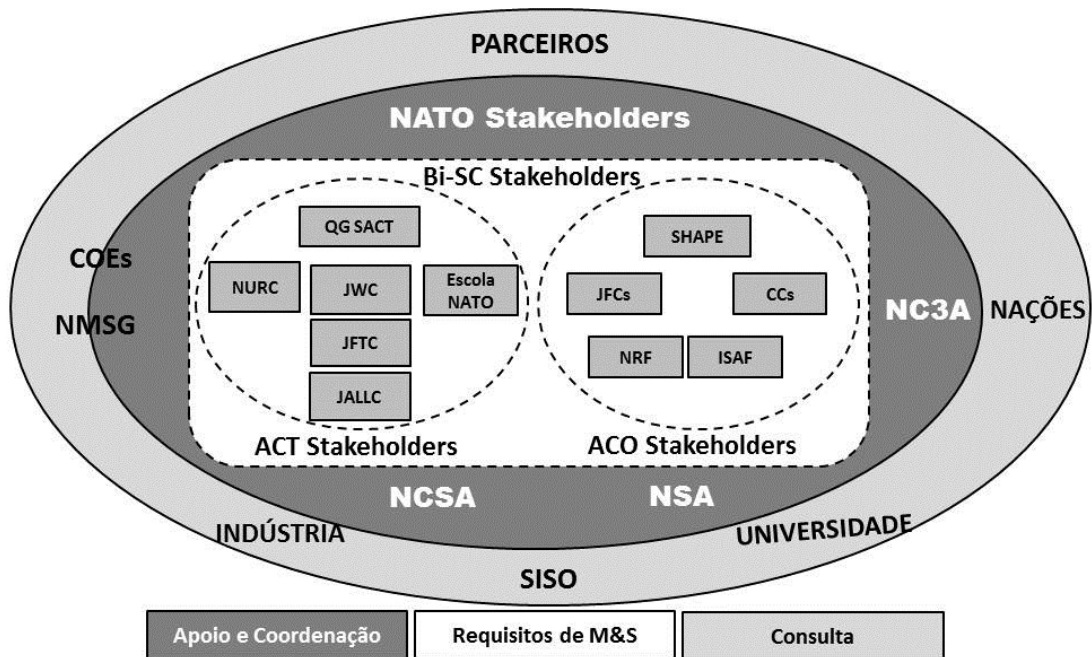 PARCEIROS
NATO Stakeholders
Bi-SC Stakeholders
QG SACT
SHAPE
COEs
NURC
JWC
Escola
NATO
JFCs
CCs
NC3A
NAÇÕES
NMSG
JFTC
NRF
ISAF
JALLC
ACT Stakeholders
ACO Stakeholders
NCSA
NSA
INDÚSTRIA
UNIVERSIDADE
SISO
Apoio e Coordenação
Requisitos de M&S
Consulta